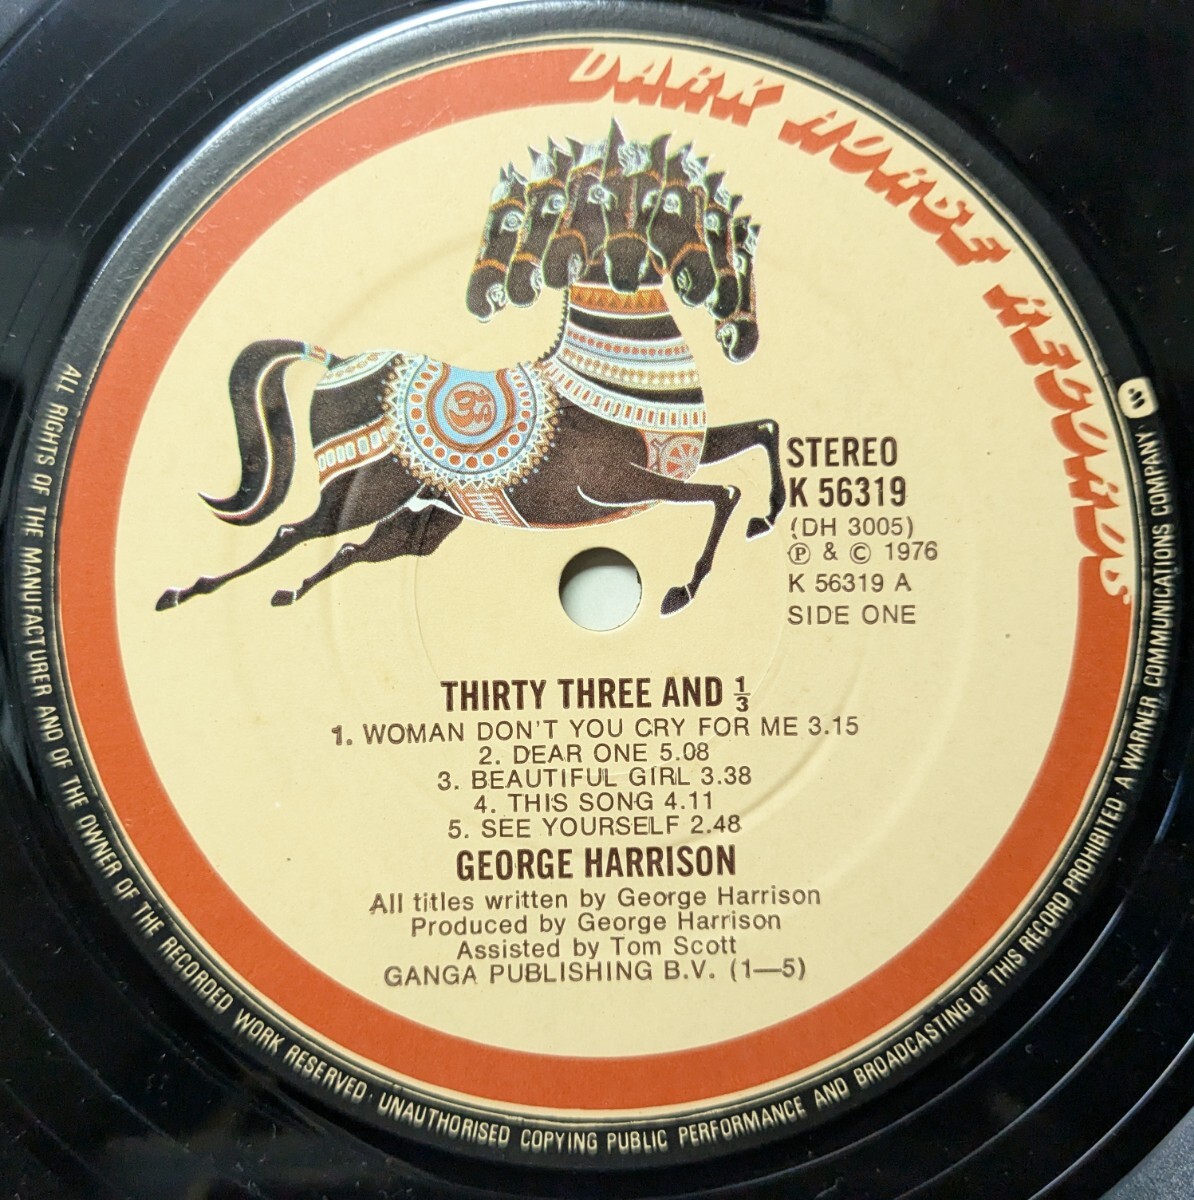 DARK HORSE RECORDS
ॐ
STEREO
K 56319
(DH 3005)
Ⓟ & © 1976
K 56319 A
SIDE ONE
THIRTY THREE AND 1/3
1. WOMAN DON'T YOU CRY FOR ME 3.15
2. DEAR ONE 5.08
3. BEAUTIFUL GIRL 3.38
4. THIS SONG 4.11
5. SEE YOURSELF 2.48
GEORGE HARRISON
All titles written by George Harrison
Produced by George Harrison
Assisted by Tom Scott
GANGA PUBLISHING B.V. (1—5)
ALL RIGHTS OF THE MANUFACTURER AND OF THE OWNER OF THE RECORDED WORK RESERVED · UNAUTHORISED COPYING PUBLIC PERFORMANCE AND BROADCASTING OF THIS RECORD PROHIBITED · A WARNER COMMUNICATIONS COMPANY ·